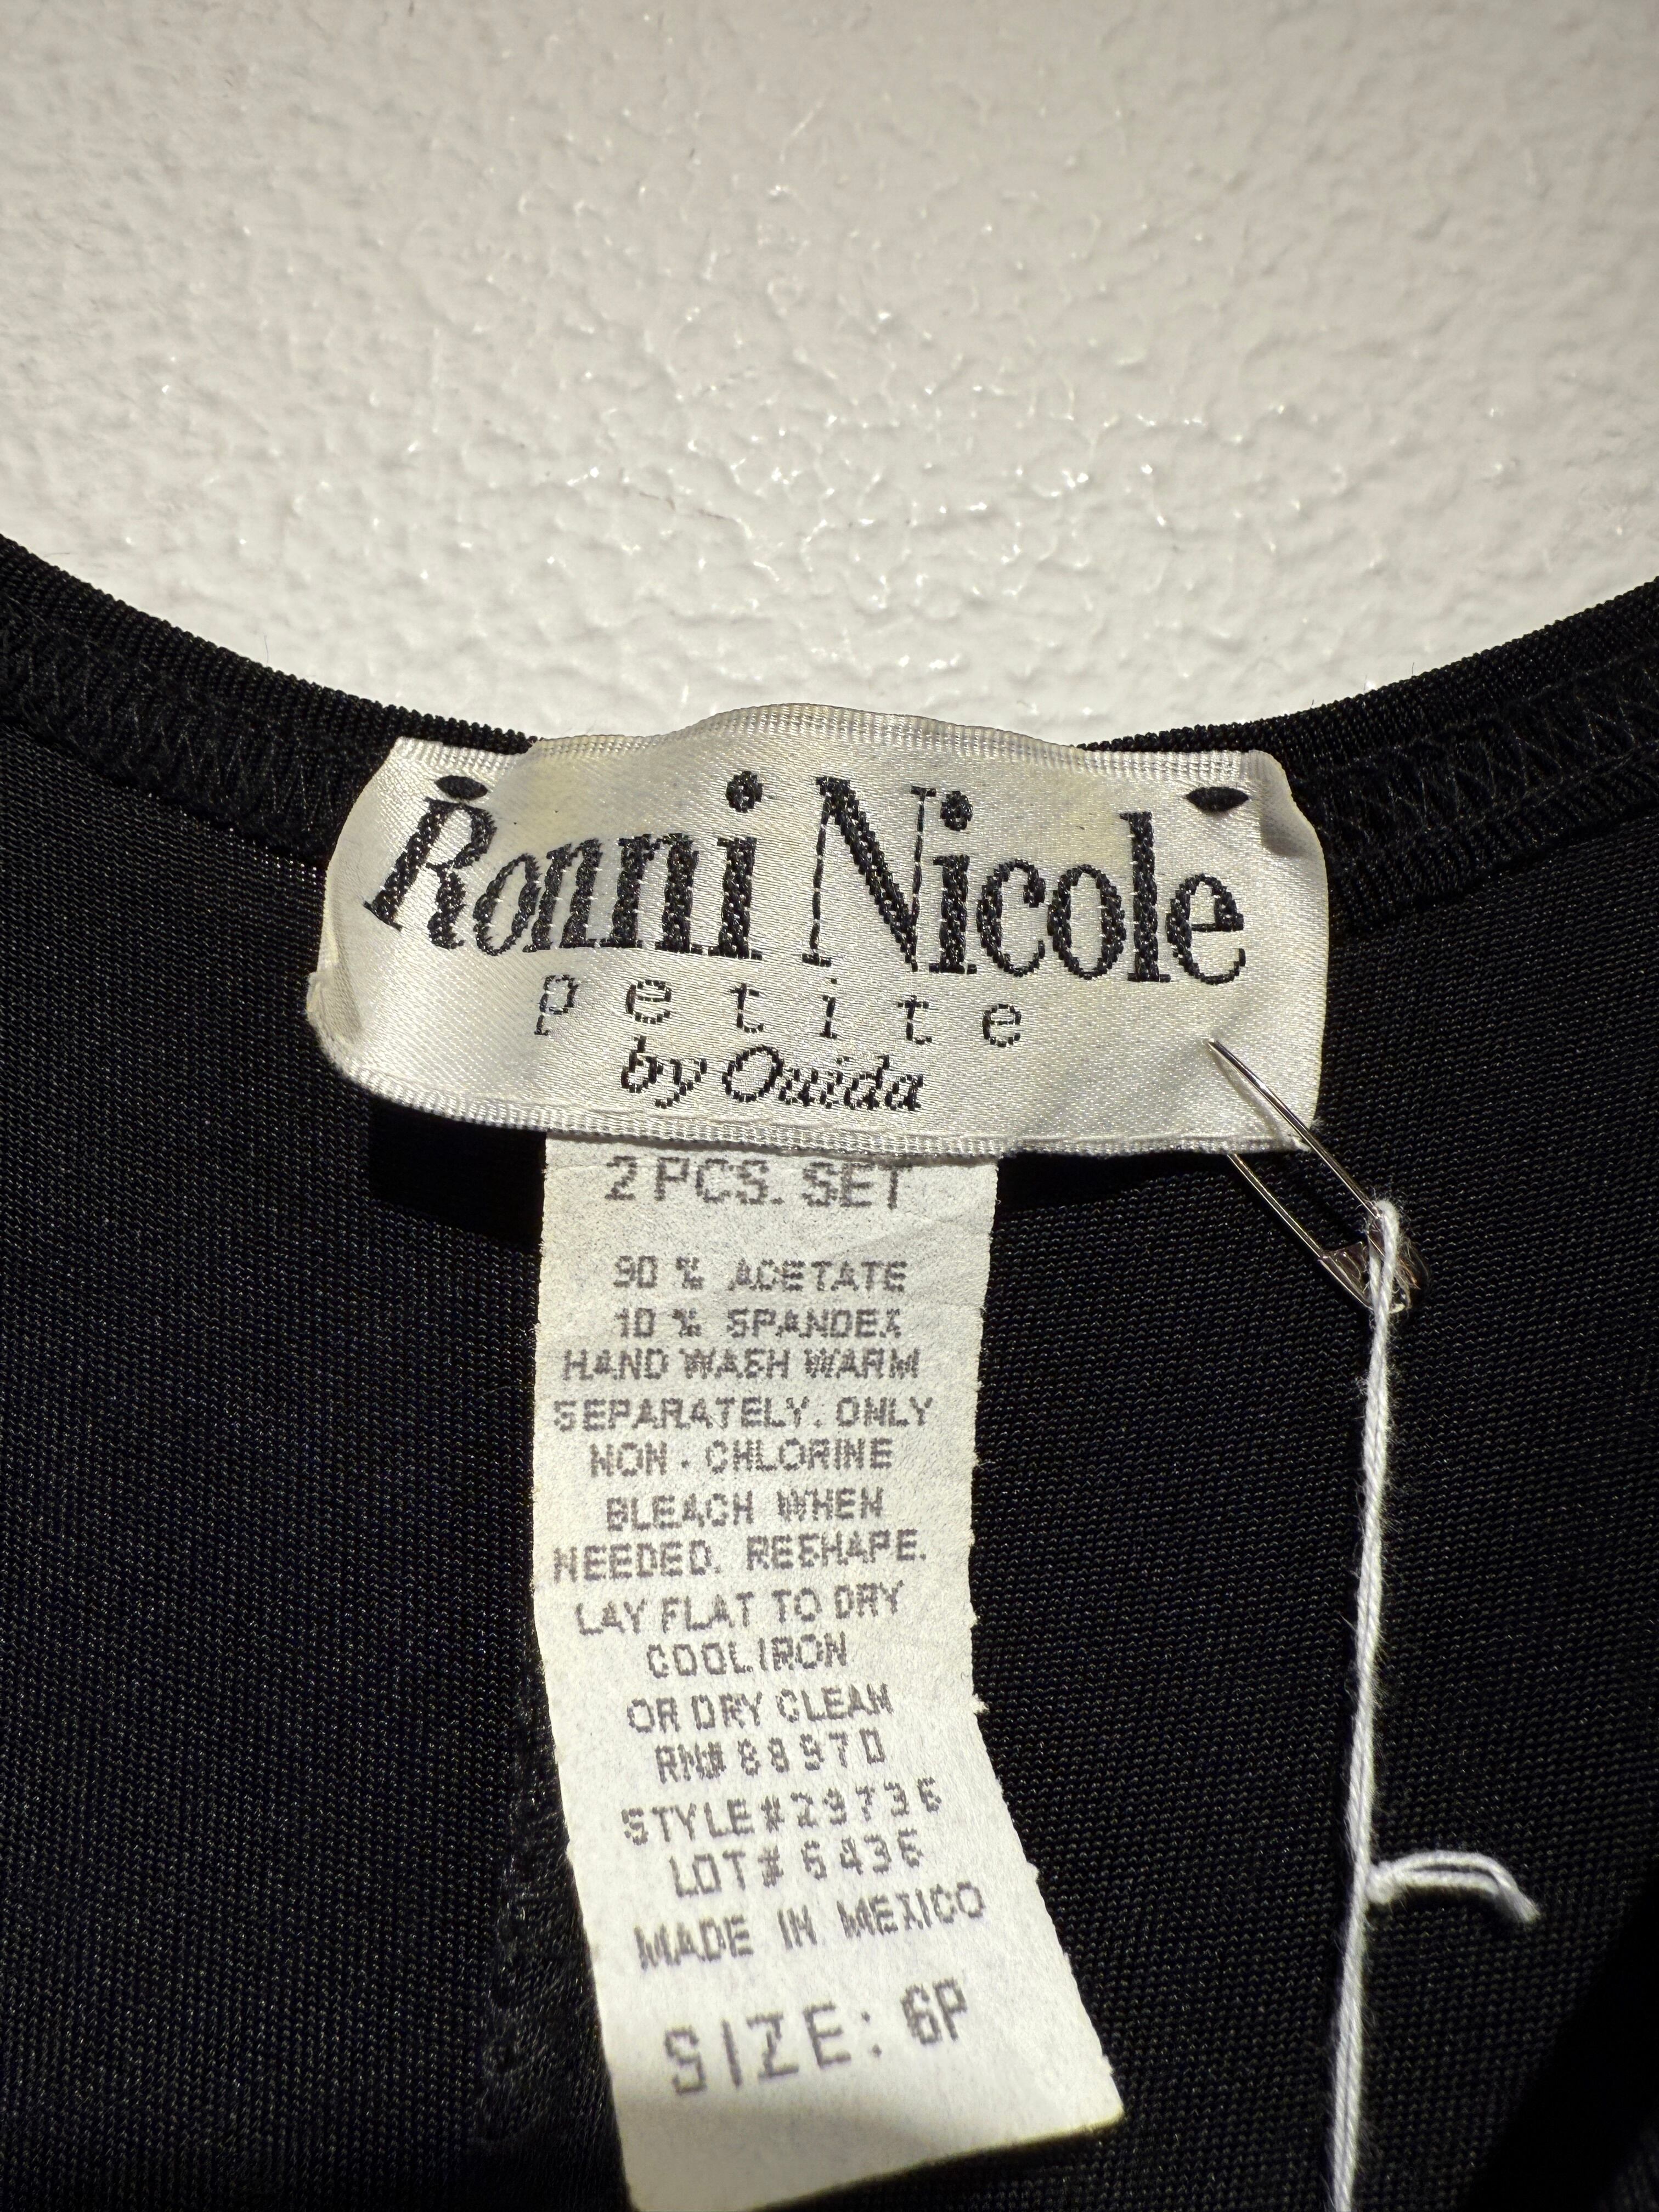 Ronni Nicole
petite
by Ouida
2 PCS. SET
90 % ACETATE
10 % SPANDEX
HAND WASH WARM
SEPARATELY. ONLY
NON - CHLORINE
BLEACH WHEN
NEEDED. RESHAPE.
LAY FLAT TO DRY
COOL IRON
OR DRY CLEAN
RN# 88970
STYLE# 29736
LOT# 6436
MADE IN MEXICO
SIZE: 6P